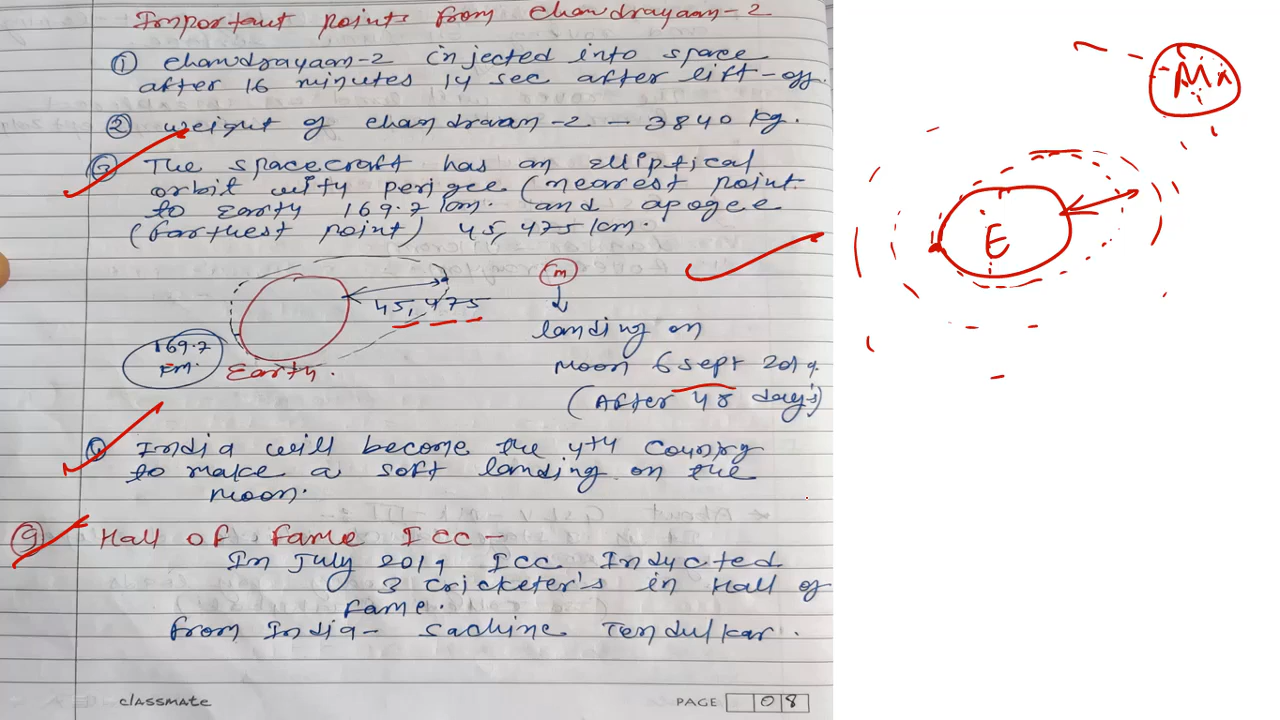 Important points from Chandrayaan-2
① Chandrayaan-2 injected into space
after 16 minutes 14 sec after lift-off.
② Weight of Chandraan-2 - 3840 kg.
③ The spacecraft has an elliptical
orbit with perigee (nearest point
to Earth 169.7 km. and apogee
(farthest point) 45,475 km.
m
45,475
landing on
Moon 6 Sept 2019.
(After 48 day's)
169.7
Km.
Earth.
④ India will become the 4th Country
to make a soft landing on the
moon.
⑨ Hall of fame ICC -
In July 2019 ICC Inducted
3 Cricketer's in Hall of
fame.
from India - Sachine Tendulkar.
classmate
PAGE 08
E